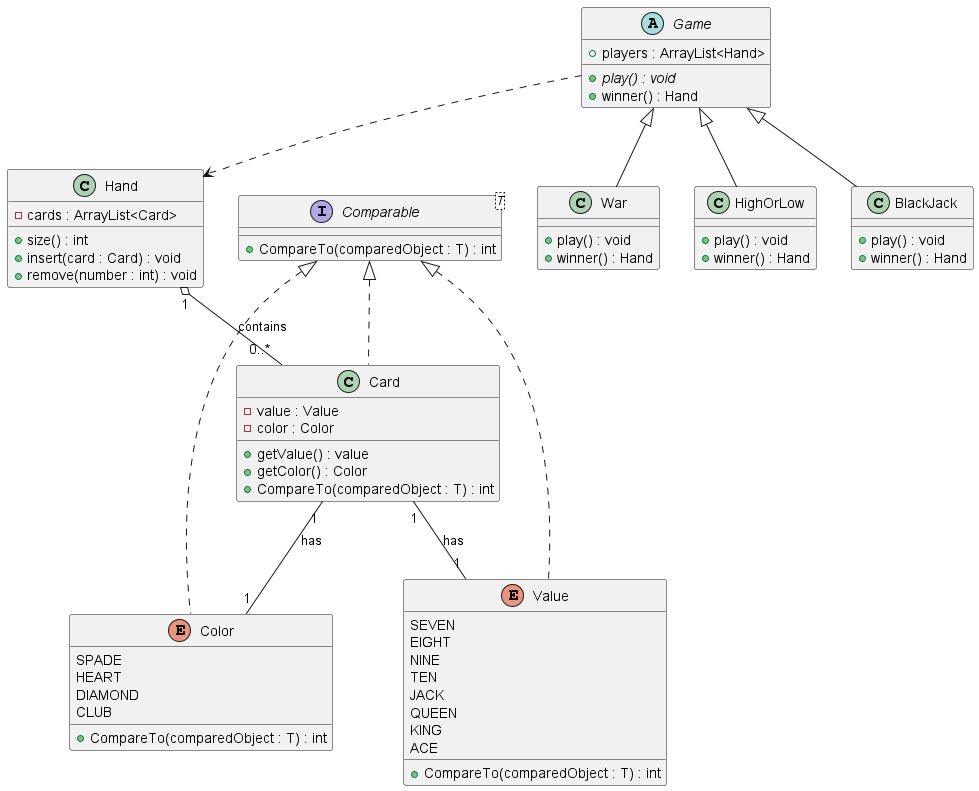 A Game
players : ArrayList<Hand>
play() : void
winner() : Hand
C Hand
cards : ArrayList<Card>
size() : int
insert(card : Card) : void
remove(number : int) : void
I Comparable
T
CompareTo(comparedObject : T) : int
C War
play() : void
winner() : Hand
C HighOrLow
play() : void
winner() : Hand
C BlackJack
play() : void
winner() : Hand
1
contains
0..*
C Card
value : Value
color : Color
getValue() : value
getColor() : Color
CompareTo(comparedObject : T) : int
1
has
1
1
has
1
E Color
SPADE
HEART
DIAMOND
CLUB
CompareTo(comparedObject : T) : int
E Value
SEVEN
EIGHT
NINE
TEN
JACK
QUEEN
KING
ACE
CompareTo(comparedObject : T) : int